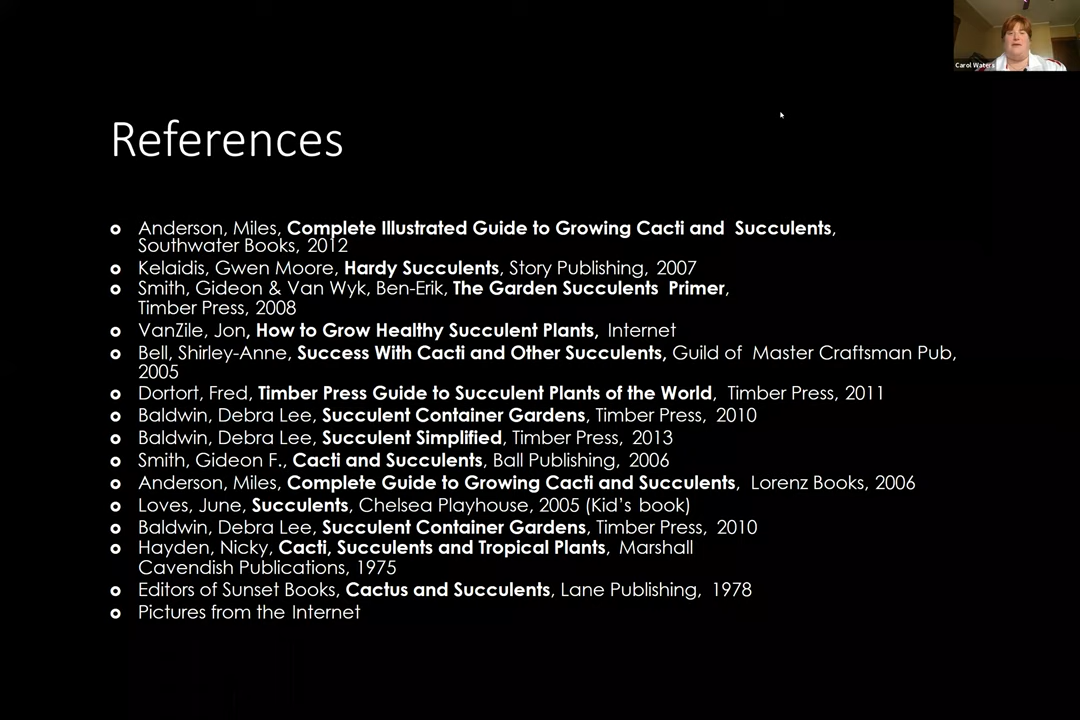 Carol Waters
References
Anderson, Miles, Complete Illustrated Guide to Growing Cacti and Succulents,
Southwater Books, 2012
Kelaidis, Gwen Moore, Hardy Succulents, Story Publishing, 2007
Smith, Gideon & Van Wyk, Ben-Erik, The Garden Succulents Primer,
Timber Press, 2008
VanZile, Jon, How to Grow Healthy Succulent Plants, Internet
Bell, Shirley-Anne, Success With Cacti and Other Succulents, Guild of Master Craftsman Pub,
2005
Dortort, Fred, Timber Press Guide to Succulent Plants of the World, Timber Press, 2011
Baldwin, Debra Lee, Succulent Container Gardens, Timber Press, 2010
Baldwin, Debra Lee, Succulent Simplified, Timber Press, 2013
Smith, Gideon F., Cacti and Succulents, Ball Publishing, 2006
Anderson, Miles, Complete Guide to Growing Cacti and Succulents, Lorenz Books, 2006
Loves, June, Succulents, Chelsea Playhouse, 2005 (Kid's book)
Baldwin, Debra Lee, Succulent Container Gardens, Timber Press, 2010
Hayden, Nicky, Cacti, Succulents and Tropical Plants, Marshall
Cavendish Publications, 1975
Editors of Sunset Books, Cactus and Succulents, Lane Publishing, 1978
Pictures from the Internet